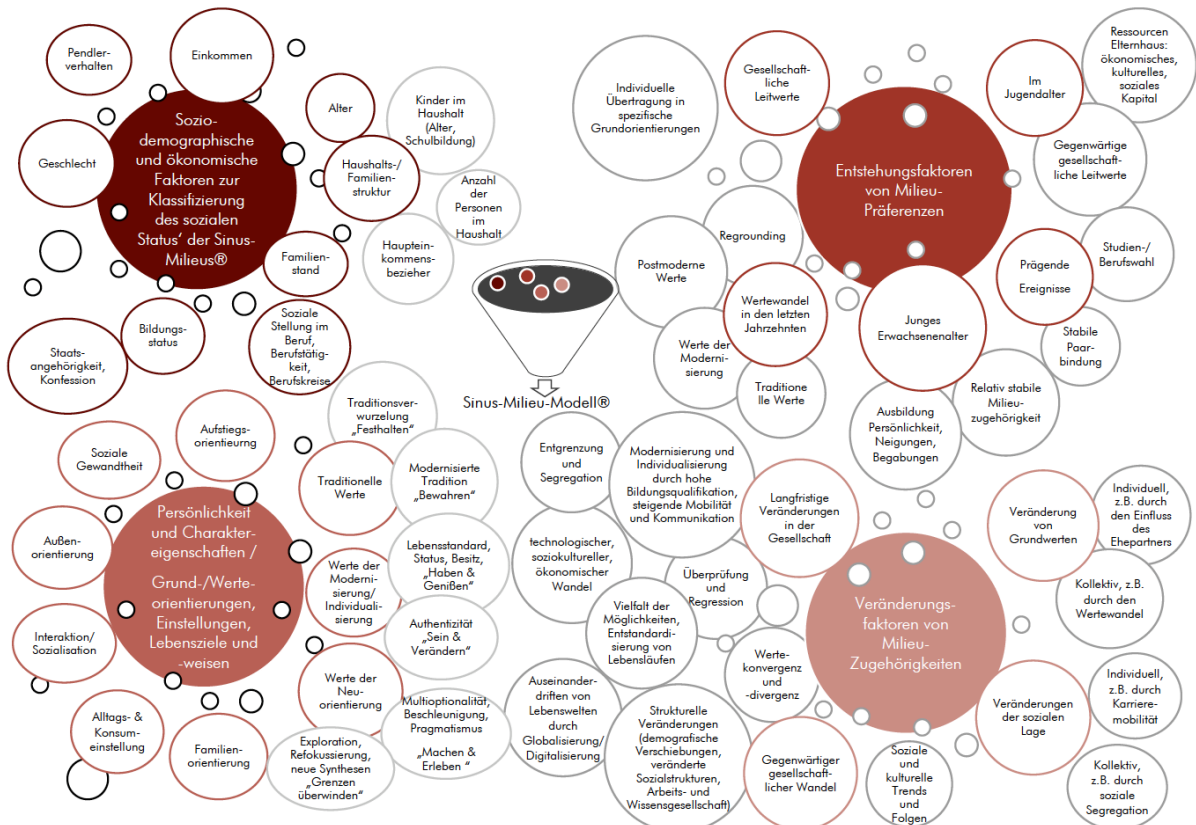 Pendler-
verhalten
Einkommen
Alter
Kinder im
Haushalt
(Alter,
Schulbildung)
Geschlecht
Sozio-
demographische
und ökonomische
Faktoren zur
Klassifizierung
des sozialen
Status‘ der Sinus-
Milieus®
Haushalts-/
Familien-
struktur
Anzahl
der
Personen
im
Haushalt
Familien-
stand
Hauptein-
kommens-
bezieher
Bildungs-
status
Soziale
Stellung im
Beruf,
Berufstätig-
keit,
Berufskreise
Staats-
angehörigkeit,
Konfession
Sinus-Milieu-Modell®
Individuelle
Übertragung in
spezifische
Grundorientierungen
Gesellschaft-
liche
Leitwerte
Entstehungsfaktoren
von Milieu-
Präferenzen
Im
Jugendalter
Ressourcen
Elternhaus:
ökonomisches,
kulturelles,
soziales
Kapital
Gegenwärtige
gesellschaft-
liche Leitwerte
Regrounding
Postmoderne
Werte
Wertewandel
in den letzten
Jahrzehnten
Werte der
Moderni-
sierung
Traditione
lle Werte
Junges
Erwachsenenalter
Prägende
Ereignisse
Studien-/
Berufswahl
Stabile
Paar-
bindung
Relativ stabile
Milieu-
zugehörigkeit
Ausbildung
Persönlichkeit,
Neigungen,
Begabungen
Aufstiegs-
orientieurng
Soziale
Gewandtheit
Außen-
orientierung
Persönlichkeit
und Charakter-
eigenschaften /
Grund-/Werte-
orientierungen,
Einstellungen,
Lebensziele und
-weisen
Interaktion/
Sozialisation
Alltags- &
Konsum-
einstellung
Familien-
orientierung
Traditionelle
Werte
Traditionsver-
wurzelung
„Festhalten“
Modernisierte
Tradition
„Bewahren“
Werte der
Moderni-
sierung/
Individuali-
sierung
Lebensstandard,
Status, Besitz,
„Haben &
Genißen“
Authentizität
„Sein &
Verändern“
Werte der
Neu-
orientierung
Multioptionalität,
Beschleunigung,
Pragmatismus
„Machen &
Erleben “
Exploration,
Refokussierung,
neue Synthesen
„Grenzen
überwinden“
Entgrenzung
und
Segregation
Modernisierung und
Individualisierung
durch hohe
Bildungsqualifikation,
steigende Mobilität
und Kommunikation
Langfristige
Veränderungen
in der
Gesellschaft
technologischer,
soziokultureller,
ökonomischer
Wandel
Überprüfung
und
Regression
Vielfalt der
Möglichkeiten,
Entstandardi-
sierung von
Lebensläufen
Werte-
konvergenz
und
-divergenz
Auseinander-
driften von
Lebenswelten
durch
Globalisierung/
Digitalisierung
Strukturelle
Veränderungen
(demografische
Verschiebungen,
veränderte
Sozialstrukturen,
Arbeits- und
Wissensgesellschaft)
Gegenwärtiger
gesellschaft-
licher Wandel
Soziale
und
kulturelle
Trends
und
Folgen
Veränderungs-
faktoren von
Milieu-
Zugehörigkeiten
Veränderung
von
Grundwerten
Individuell,
z.B. durch
den Einfluss
des
Ehepartners
Kollektiv, z.B.
durch den
Wertewandel
Veränderungen
der sozialen
Lage
Individuell,
z.B. durch
Karriere-
mobilität
Kollektiv,
z.B. durch
soziale
Segregation